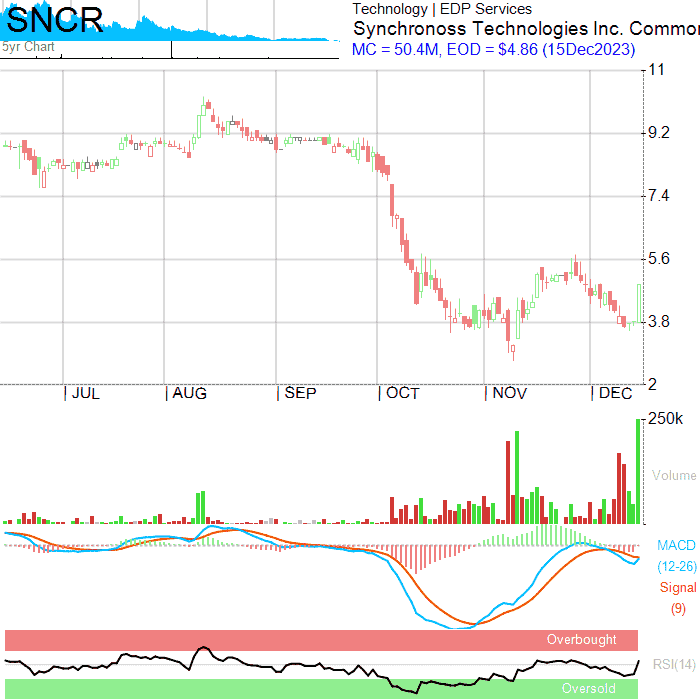 SNCR
5yr Chart
Technology | EDP Services
Synchronoss Technologies Inc. Common
MC = 50.4M, EOD = $4.86 (15Dec2023)
11
9.2
7.4
5.6
3.8
2
JUL AUG SEP OCT NOV DEC
250k
Volume
MACD
(12-26)
Signal
(9)
Overbought
RSI(14)
Oversold